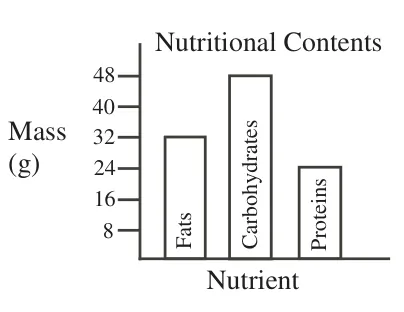 Nutritional Contents
Mass
(g)
48
40
32
24
16
8
Fats
Carbohydrates
Proteins
Nutrient